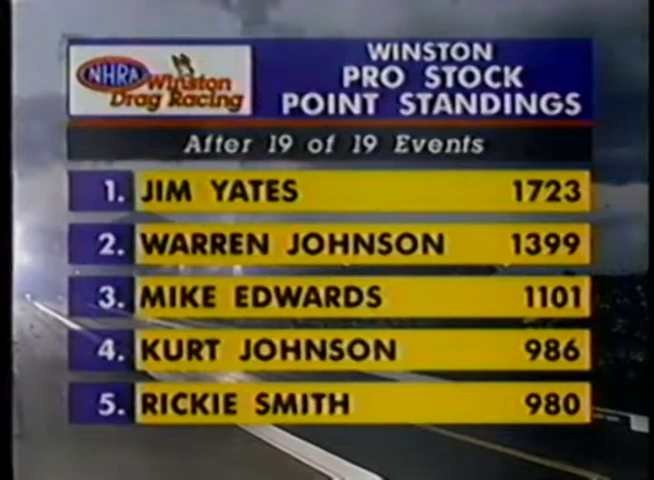 NHRA
Winston
Drag Racing
WINSTON
PRO STOCK
POINT STANDINGS
After 19 of 19 Events
1. JIM YATES 1723
2. WARREN JOHNSON 1399
3. MIKE EDWARDS 1101
4. KURT JOHNSON 986
5. RICKIE SMITH 980